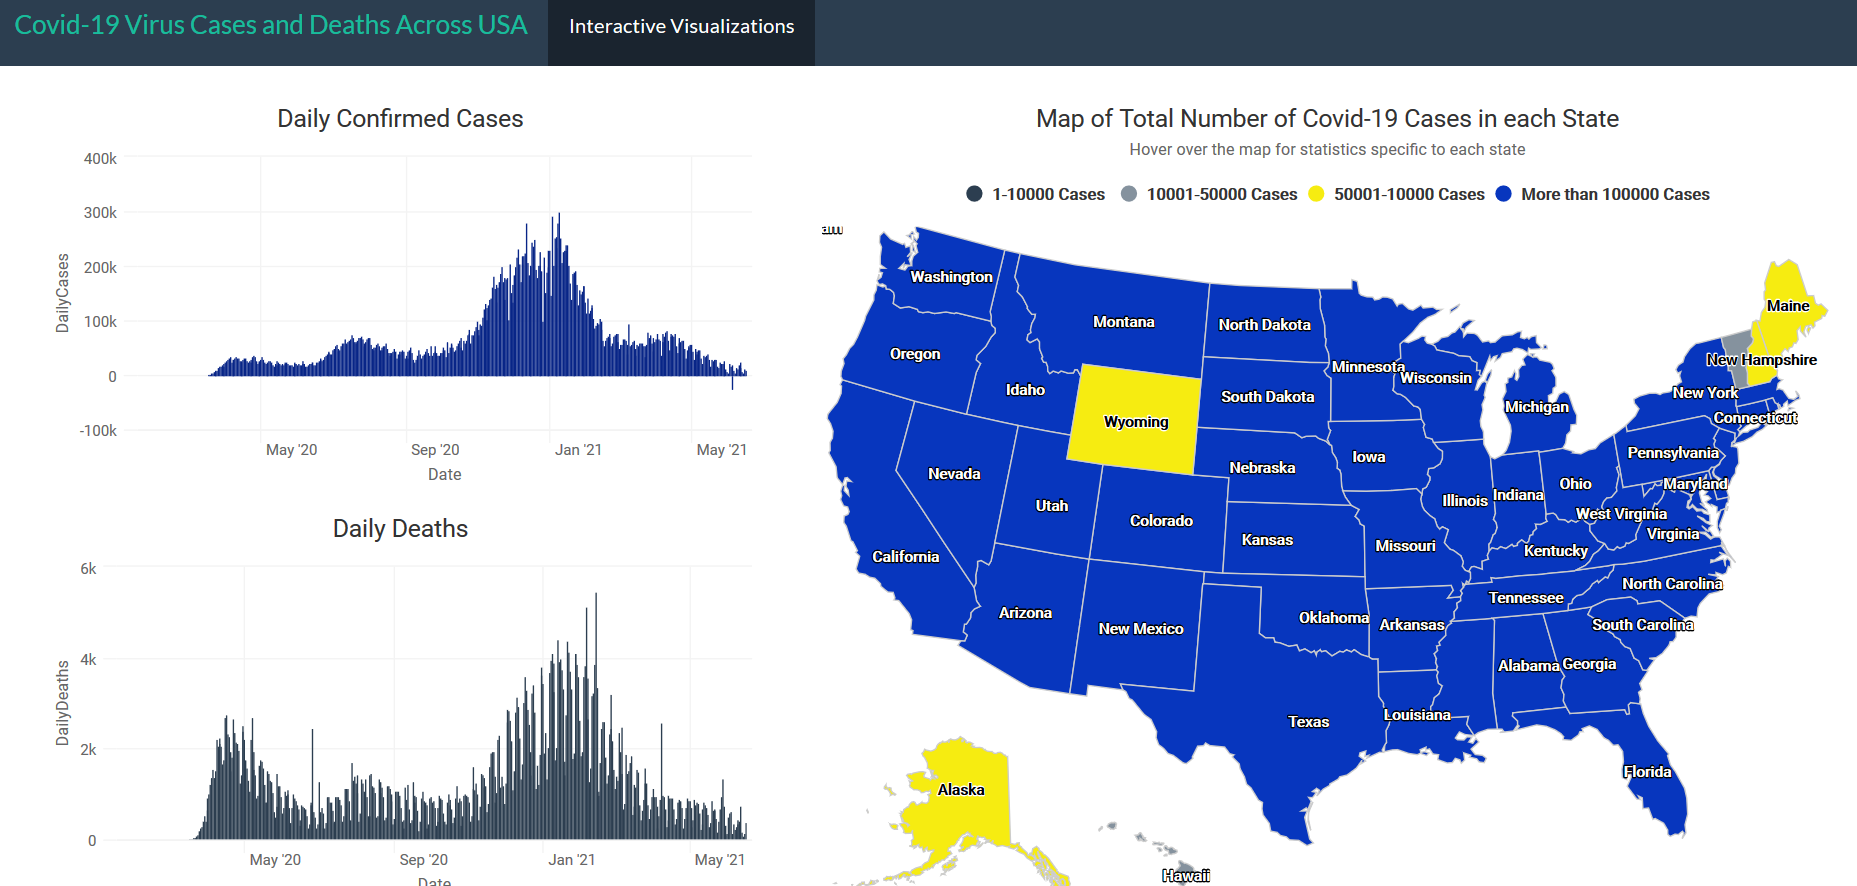 Covid-19 Virus Cases and Deaths Across USA
Interactive Visualizations
Daily Confirmed Cases
400k
300k
200k
100k
0
-100k
DailyCases
May '20
Sep '20
Jan '21
May '21
Date
Daily Deaths
6k
4k
2k
0
DailyDeaths
May '20
Sep '20
Jan '21
May '21
Date
Map of Total Number of Covid-19 Cases in each State
Hover over the map for statistics specific to each state
1-10000 Cases
10001-50000 Cases
50001-10000 Cases
More than 100000 Cases
am
Washington
Maine
Montana
North Dakota
Oregon
New Hampshire
Minnesota
Wisconsin
Idaho
South Dakota
New York
Michigan
Connecticut
Wyoming
Pennsylvania
Iowa
Nebraska
Nevada
Ohio
Maryland
Indiana
Illinois
Utah
West Virginia
Colorado
Virginia
Kansas
Missouri
Kentucky
California
North Carolina
Tennessee
Arizona
Oklahoma
Arkansas
South Carolina
New Mexico
Alabama
Georgia
Louisiana
Texas
Florida
Alaska
Hawaii